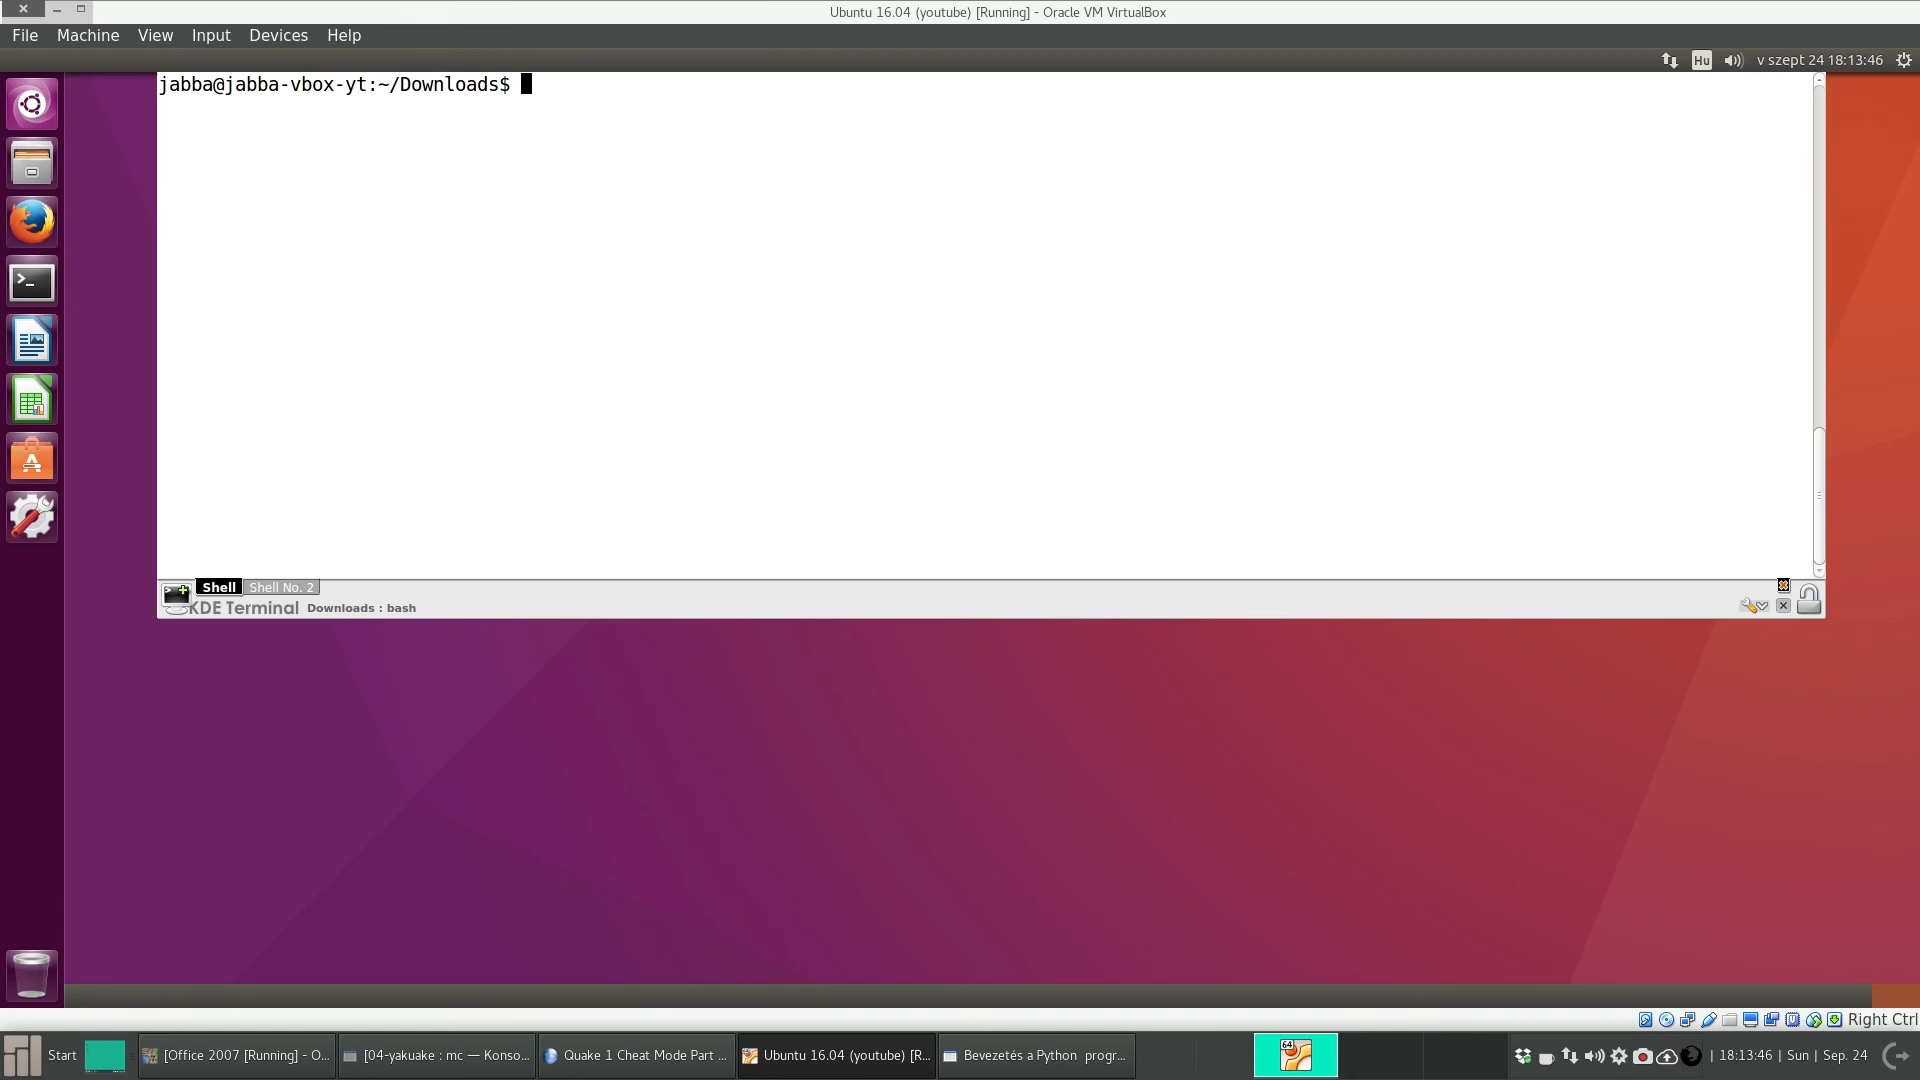 Ubuntu 16.04 (youtube) [Running] - Oracle VM VirtualBox
File Machine View Input Devices Help
Hu v szept 24 18:13:46
jabba@jabba-vbox-yt:~/Downloads$
Shell Shell No. 2
KDE Terminal Downloads : bash
Right Ctrl
Start [Office 2007 [Running] - O... [04-yakuake : mc — Konso... Quake 1 Cheat Mode Part ... Ubuntu 16.04 (youtube) [R... Bevezetés a Python progr... 64 | 18:13:46 | Sun | Sep. 24